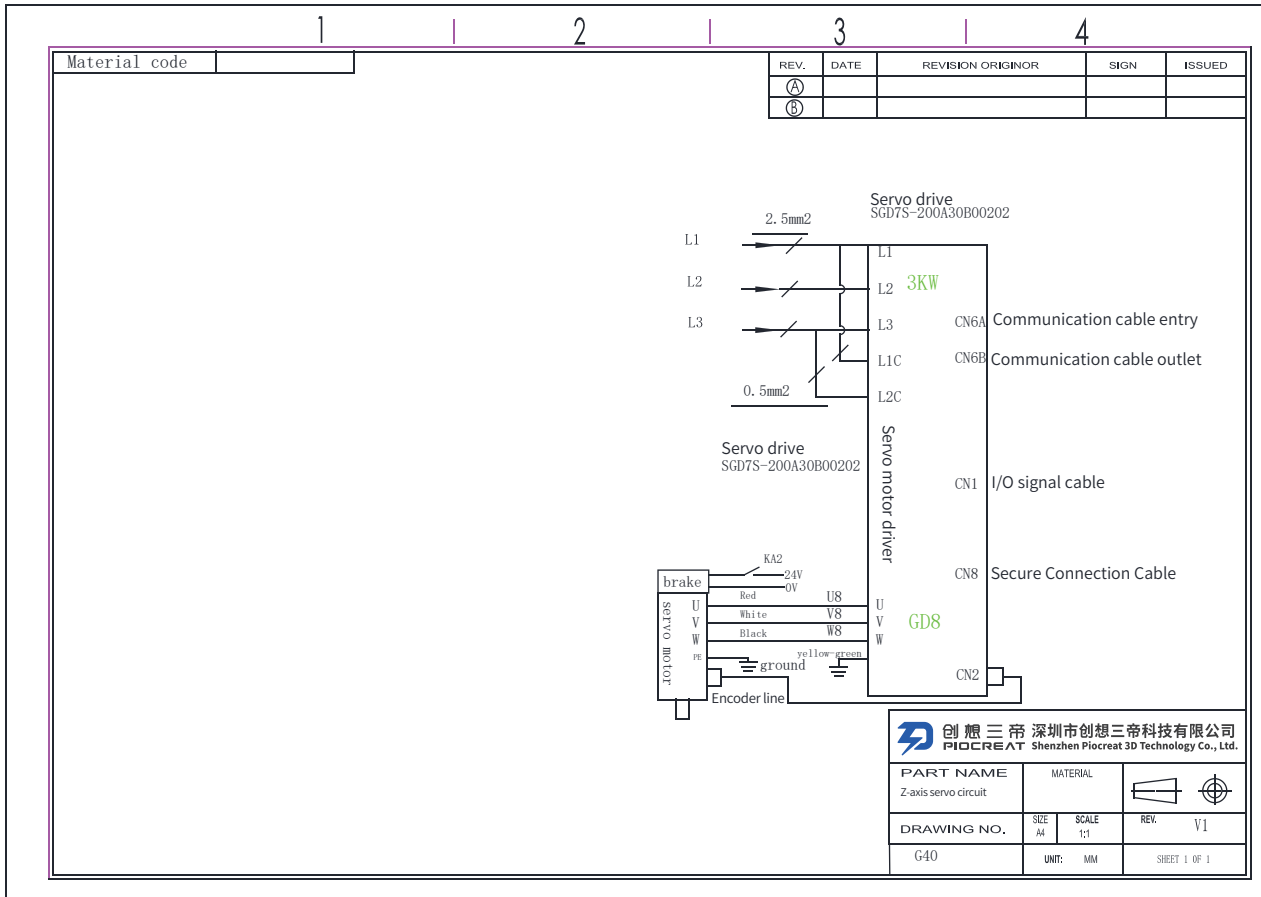 1 2 3 4
Material code
REV. DATE REVISION ORIGINOR SIGN ISSUED
A
B
Servo drive
SGD7S-200A30B00202
2.5mm2
L1
L1
L2
L2
3KW
L3
L3
CN6A Communication cable entry
L1C
CN6B Communication cable outlet
0.5mm2
L2C
Servo drive
SGD7S-200A30B00202
Servo motor driver
CN1 I/O signal cable
KA2
24V
0V
brake
CN8 Secure Connection Cable
servo motor
U Red U8 U
V White V8 V
GD8
W Black W8 W
PE
ground
yellow-green
CN2
Encoder line
创想三帝 深圳市创想三帝科技有限公司
PIOCREAT Shenzhen Piocreat 3D Technology Co., Ltd.
PART NAME
Z-axis servo circuit
MATERIAL
DRAWING NO.
SIZE
A4
SCALE
1:1
REV. V1
G40
UNIT: MM
SHEET 1 OF 1